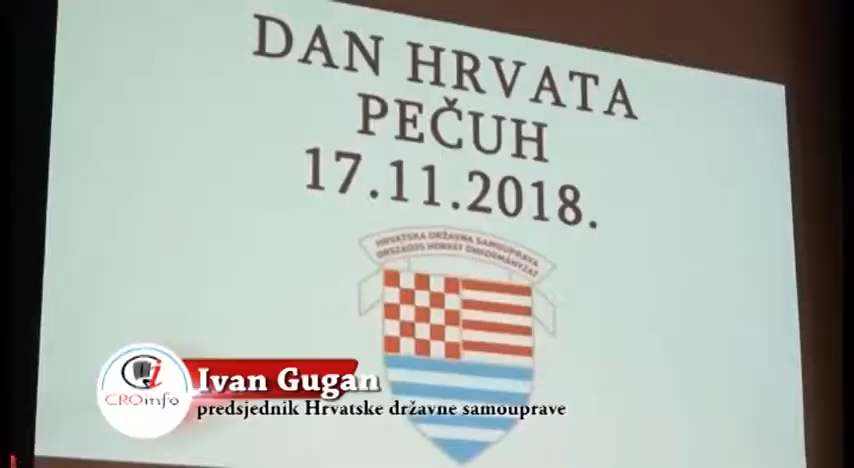 DAN HRVATA
PEČUH
17.11.2018.
HRVATSKA DRŽAVNA SAMOUPRAVA
ORSZÁGOS HORVÁT ÖNKORMÁNYZAT
CROinfo
Ivan Gugan
predsjednik Hrvatske državne samouprave